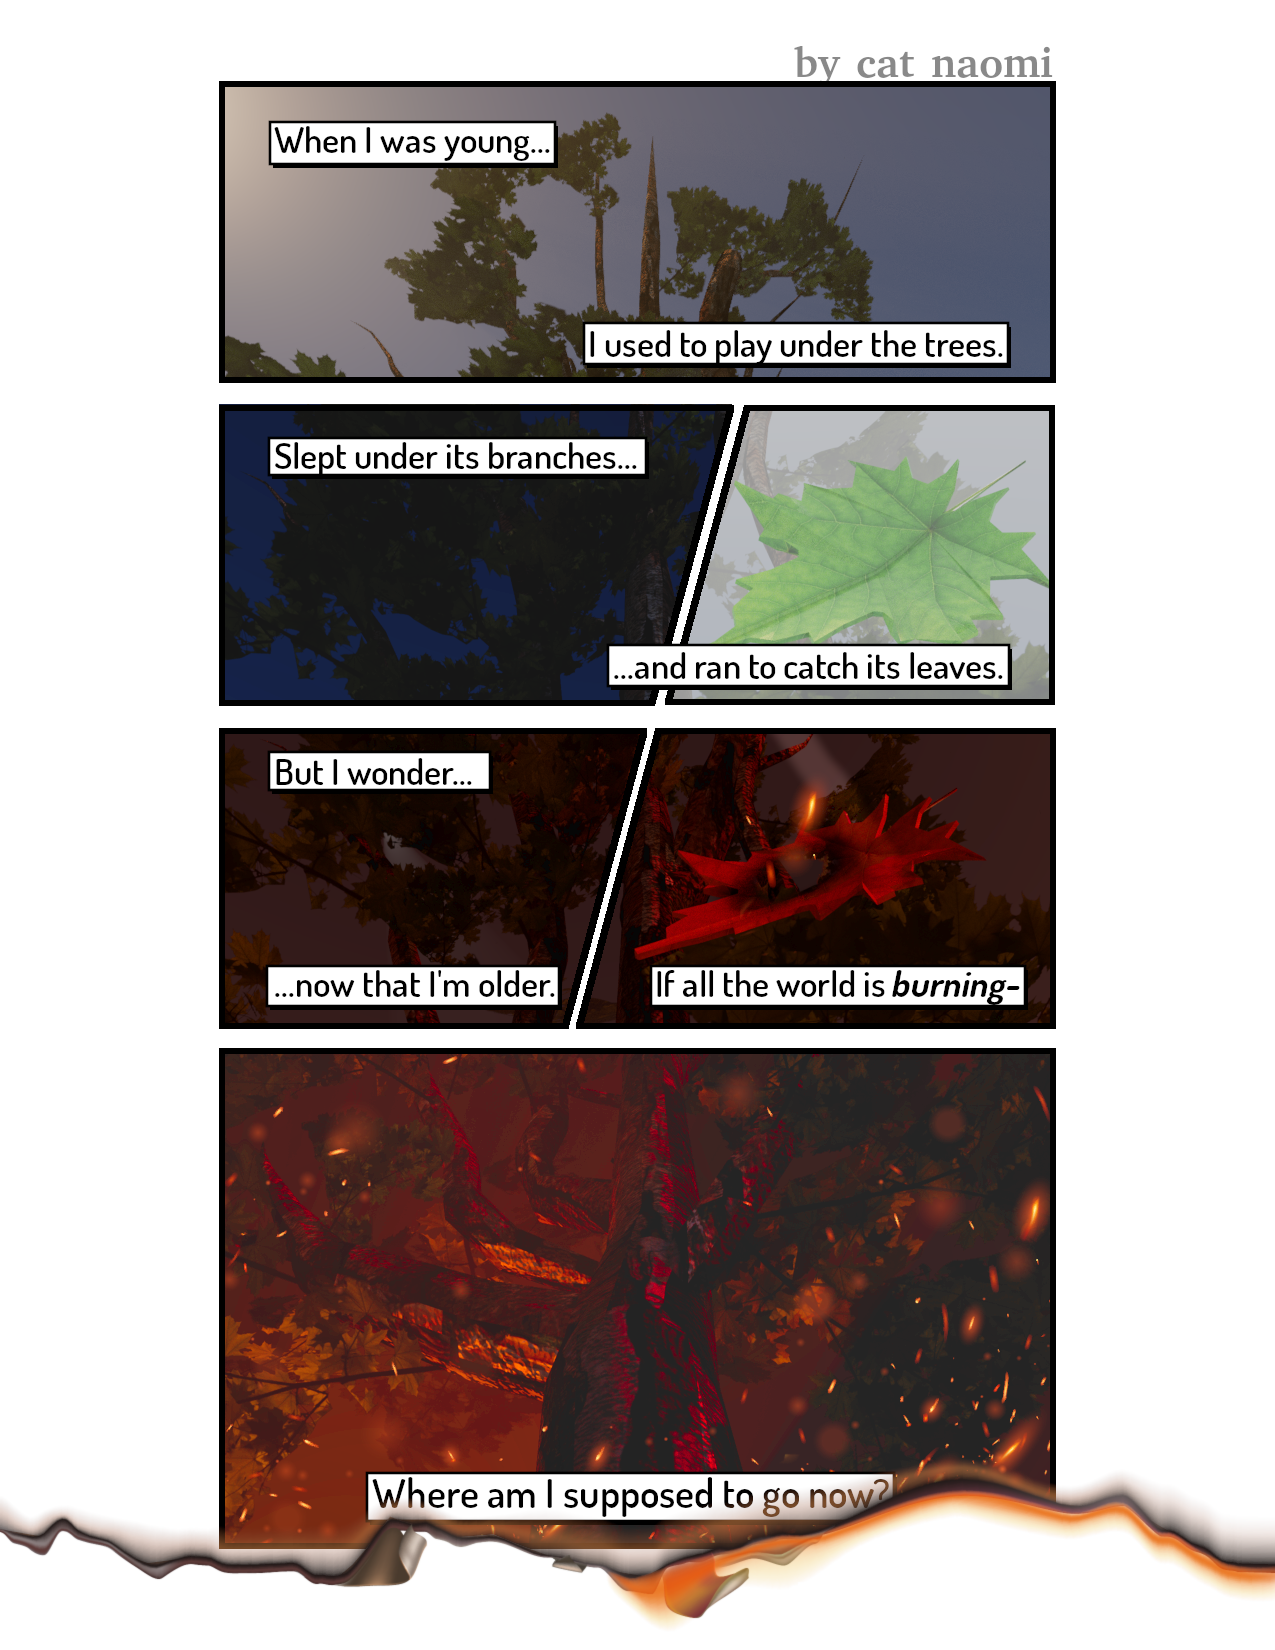 by cat naomi
When I was young...
I used to play under the trees.
Slept under its branches...
...and ran to catch its leaves.
But I wonder...
...now that I'm older.
If all the world is burning-
Where am I supposed to go now?